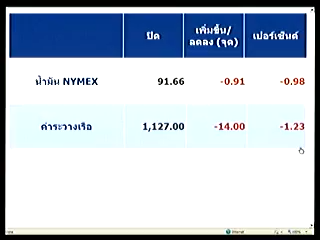 ปิด เพิ่มขึ้น/ลดลง (จุด) เปอร์เซ็นต์
น้ำมัน NYMEX 91.66 -0.91 -0.98
ค่าระวางเรือ 1,127.00 -14.00 -1.23
Internet